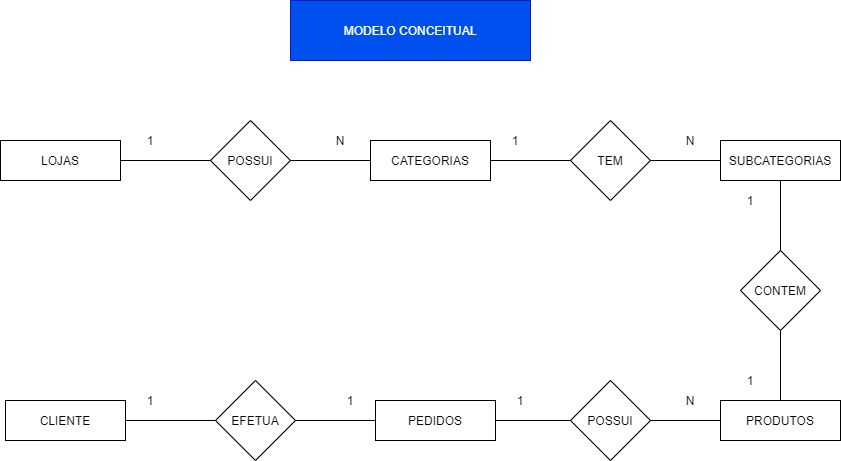 MODELO CONCEITUAL
1 N 1 N
LOJAS POSSUI CATEGORIAS TEM SUBCATEGORIAS
1
CONTEM
1
1 1 1 N
CLIENTE EFETUA PEDIDOS POSSUI PRODUTOS